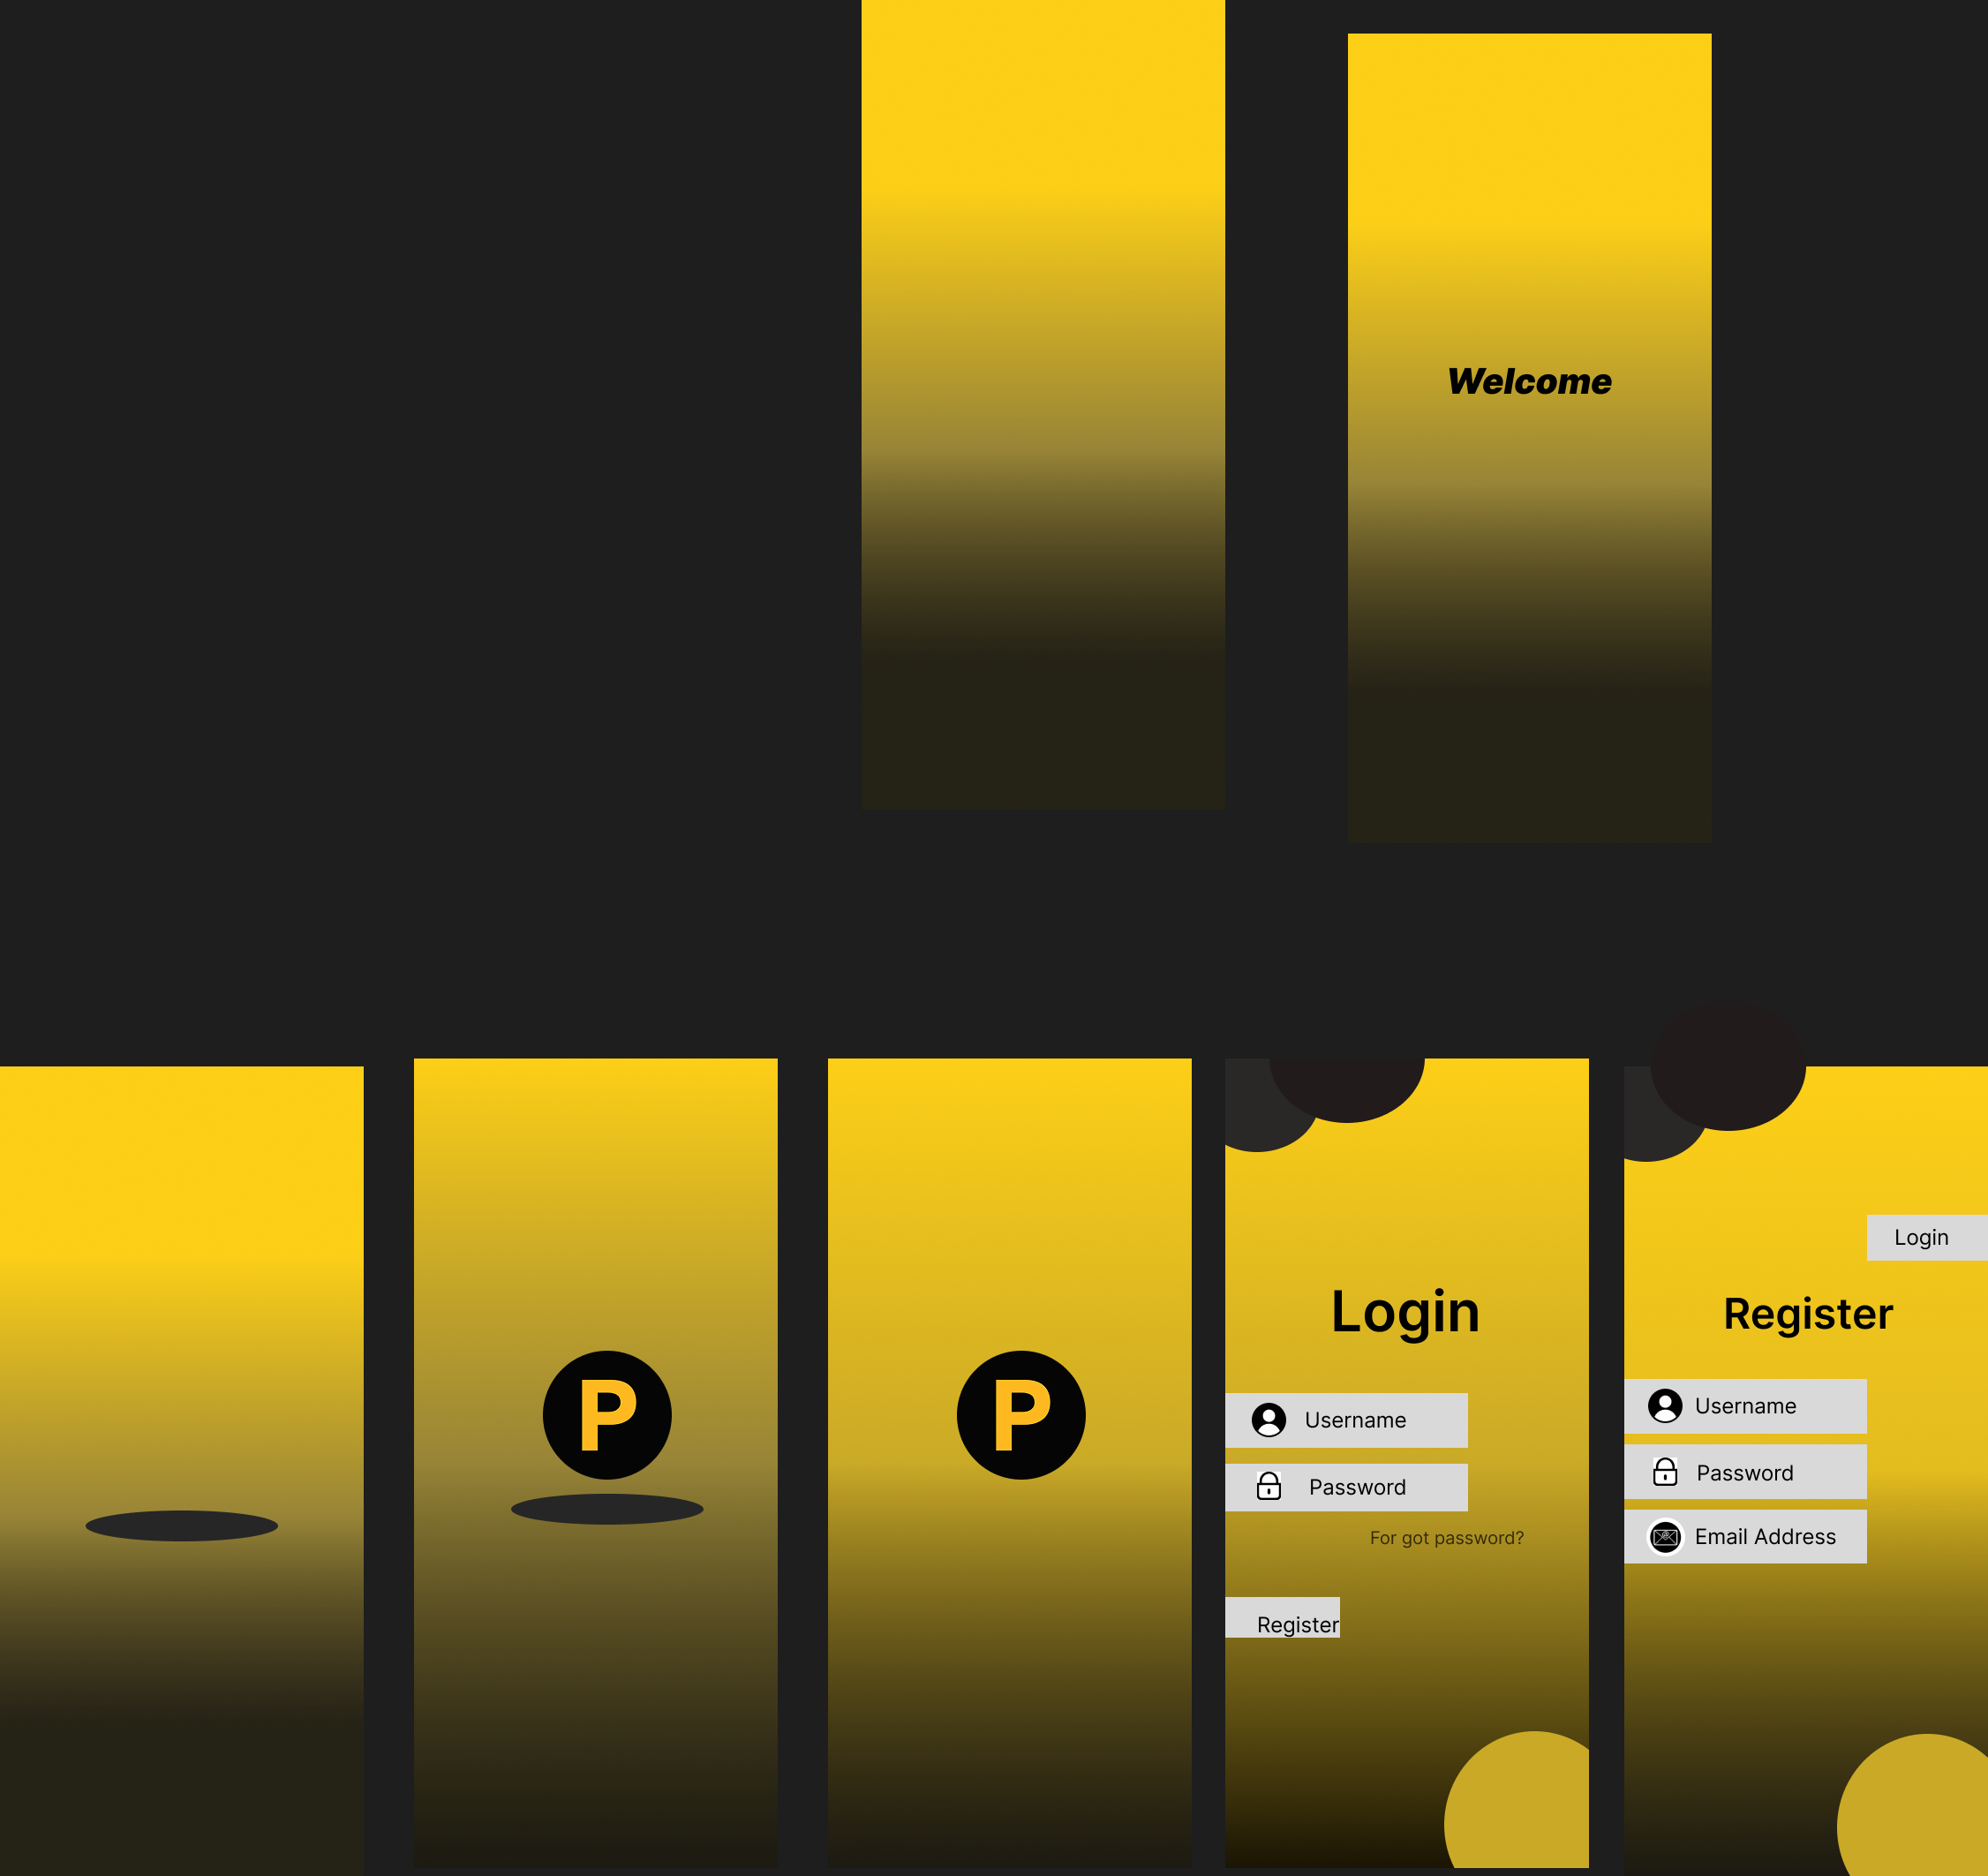 Welcome
P
P
Login
Username
Password
For got password?
Register
Login
Register
Username
Password
Email Address